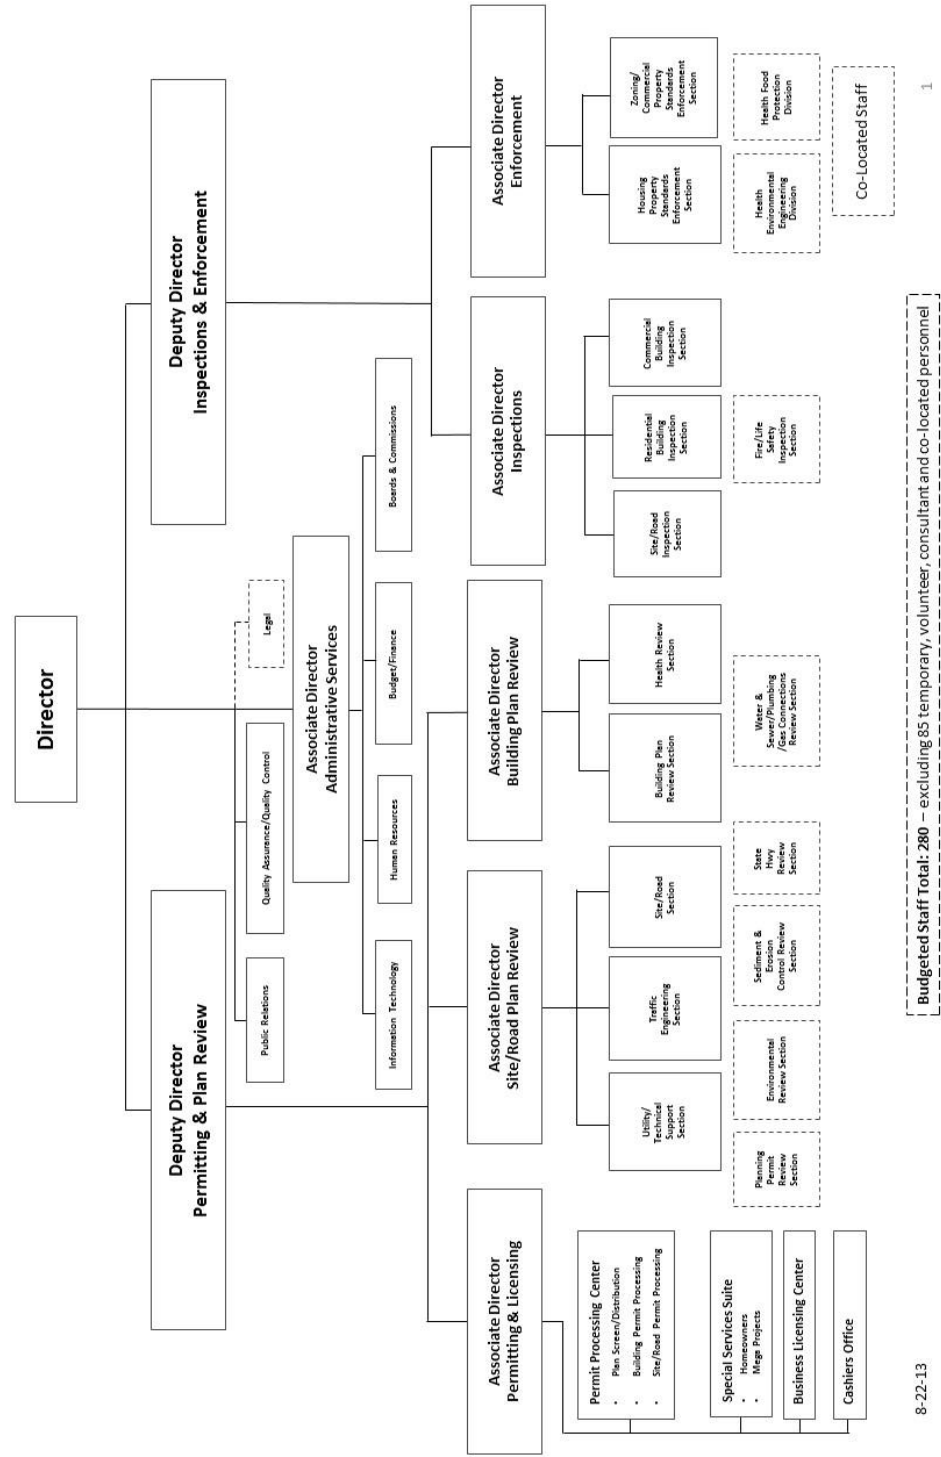 Director
Deputy Director
Permitting & Plan Review
Deputy Director
Inspections & Enforcement
Public Relations
Quality Assurance/Quality Control
Legal
Associate Director
Administrative Services
Information Technology
Human Resources
Budget/Finance
Boards & Commissions
Associate Director
Permitting & Licensing
Associate Director
Site/Road Plan Review
Associate Director
Building Plan Review
Associate Director
Inspections
Associate Director
Enforcement
Permit Processing Center
• Plan Screen/Distribution
• Building Permit Processing
• Site/Road Permit Processing
Special Services Suite
• Homeowners
• Mega Projects
Business Licensing Center
Cashiers Office
Utility/
Technical
Support
Section
Traffic
Engineering
Section
Site/Road
Section
Building Plan
Review Section
Health Review
Section
Site/Road
Inspection
Section
Residential
Building
Inspection
Section
Commercial
Building
Inspection
Section
Housing
Property
Standards
Enforcement
Section
Zoning/
Commercial
Property
Standards
Enforcement
Section
Planning
Permit
Review
Section
Environmental
Review Section
Sediment &
Erosion
Control Review
Section
State
Hwy
Review
Section
Water &
Sewer/Plumbing
/Gas Connections
Review Section
Fire/Life
Safety
Inspection
Section
Health
Environmental
Engineering
Division
Health Food
Protection
Division
Co-Located Staff
8-22-13
Budgeted Staff Total: 280 – excluding 85 temporary, volunteer, consultant and co-located personnel
1